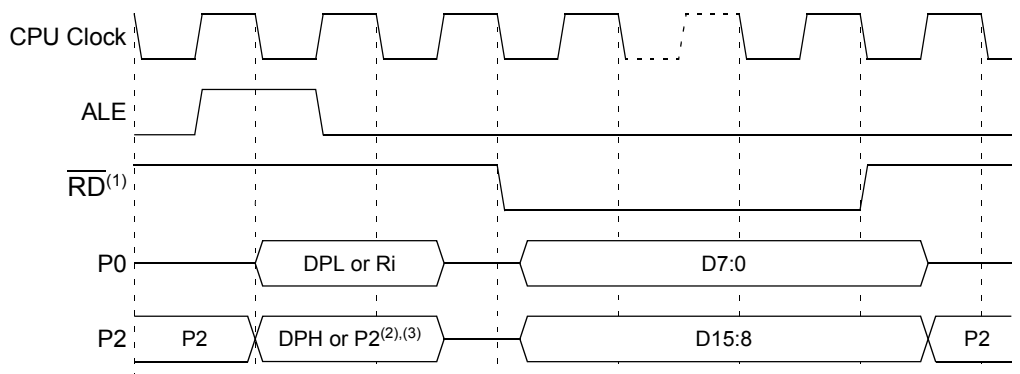 CPU Clock
ALE
RD(1)
P0 DPL or Ri D7:0
P2 P2 DPH or P2(2),(3) D15:8 P2